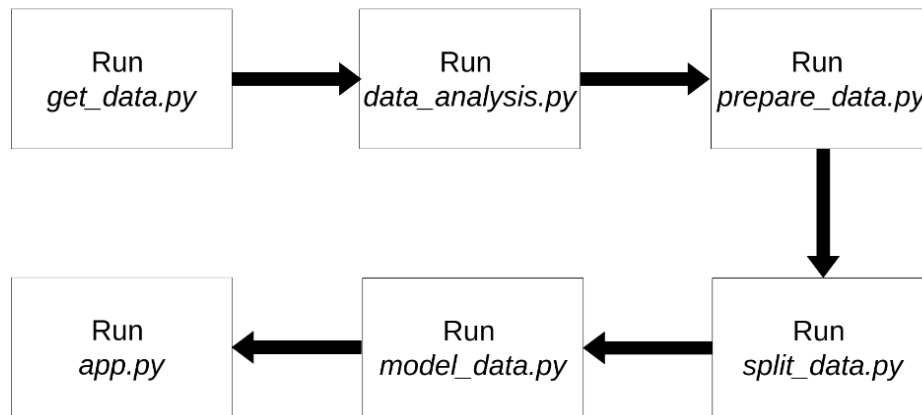 Run
get_data.py
Run
data_analysis.py
Run
prepare_data.py
Run
split_data.py
Run
model_data.py
Run
app.py